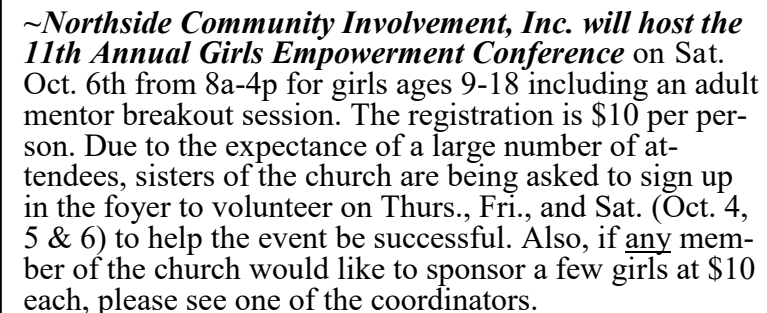 ~Northside Community Involvement, Inc. will host the
11th Annual Girls Empowerment Conference on Sat.
Oct. 6th from 8a-4p for girls ages 9-18 including an adult
mentor breakout session. The registration is $10 per per-
son. Due to the expectance of a large number of at-
tendees, sisters of the church are being asked to sign up
in the foyer to volunteer on Thurs., Fri., and Sat. (Oct. 4,
5 & 6) to help the event be successful. Also, if any mem-
ber of the church would like to sponsor a few girls at $10
each, please see one of the coordinators.